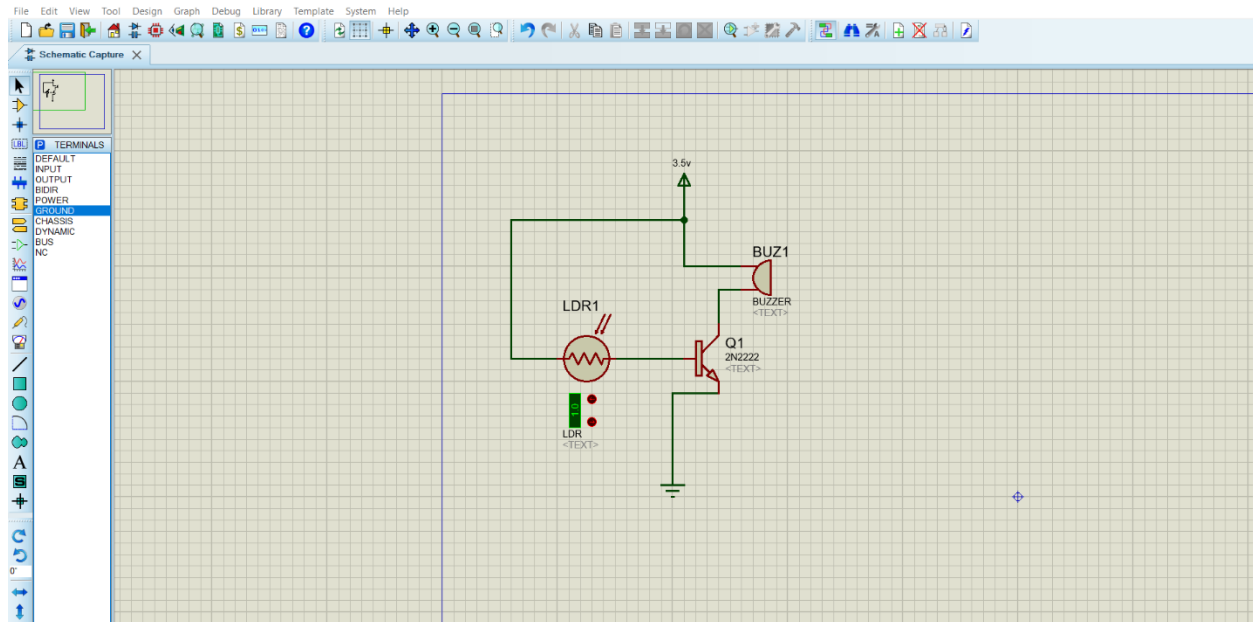 File Edit View Tool Design Graph Debug Library Template System Help
Schematic Capture
LBL
P TERMINALS
DEFAULT
INPUT
OUTPUT
BIDIR
POWER
GROUND
CHASSIS
DYNAMIC
BUS
NC
A
S
0°
3.5v
BUZ1
BUZZER
<TEXT>
LDR1
Q1
2N2222
<TEXT>
LDR
<TEXT>